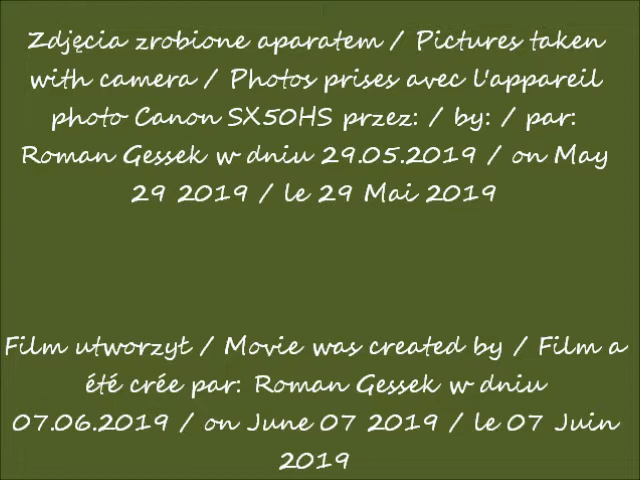 Zdjęcia zrobione aparatem / Pictures taken
with camera / Photos prises avec l'appareil
photo Canon SX50HS przez: / by: / par:
Roman Gessek w dniu 29.05.2019 / on May
29 2019 / le 29 Mai 2019
Film utworzył / Movie was created by / Film a
été crée par: Roman Gessek w dniu
07.06.2019 / on June 07 2019 / le 07 Juin
2019